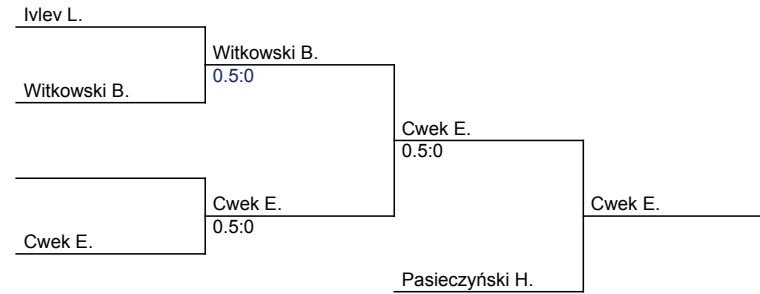 Ivlev L.
Witkowski B.
0.5:0
Witkowski B.
Cwek E.
0.5:0
Cwek E.
0.5:0
Cwek E.
Cwek E.
Pasieczyński H.